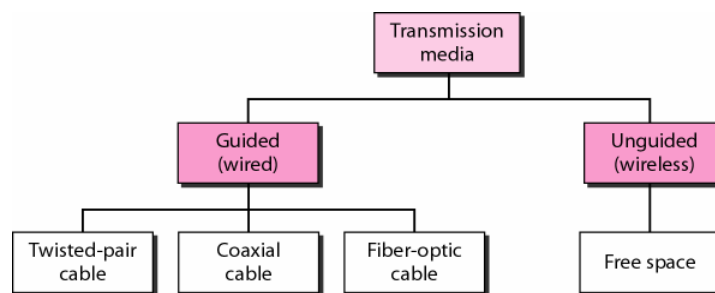 Transmission
media
Guided
(wired)
Unguided
(wireless)
Twisted-pair
cable
Coaxial
cable
Fiber-optic
cable
Free space